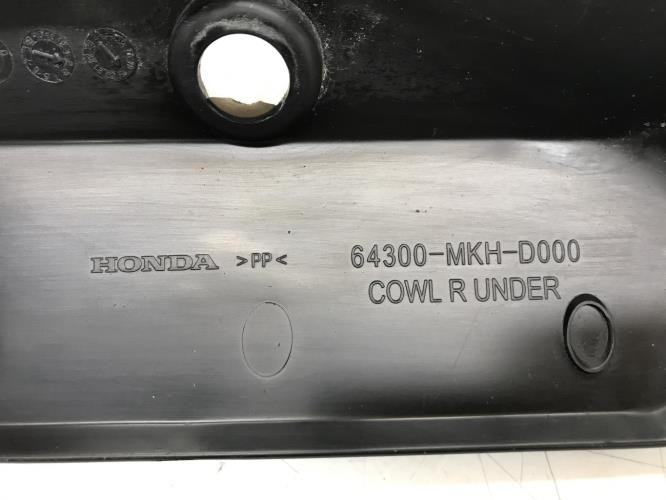 HONDA >PP< 64300-MKH-D000
COWL R UNDER